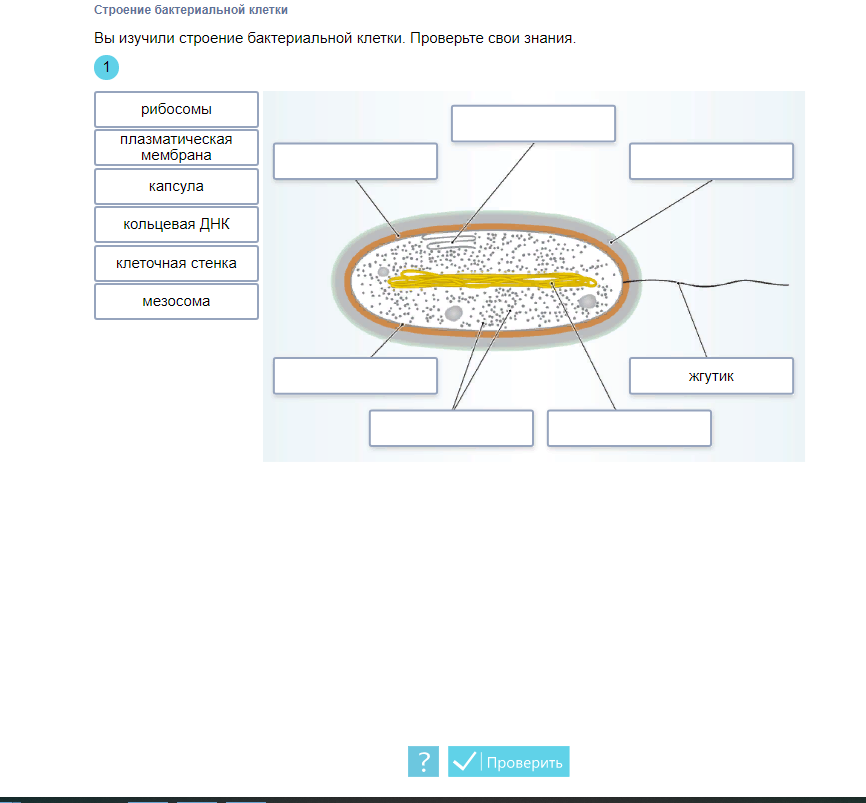 Строение бактериальной клетки
Вы изучили строение бактериальной клетки. Проверьте свои знания.
1
рибосомы
плазматическая
мембрана
капсула
кольцевая ДНК
клеточная стенка
мезосома
жгутик
? Проверить